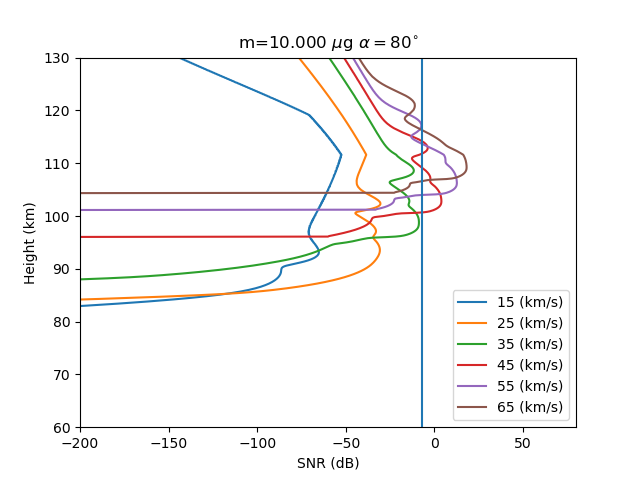 m=10.000 μg α = 80°
130
120
110
100
90
80
70
60
Height (km)
−200
−150
−100
−50
0
50
SNR (dB)
15 (km/s)
25 (km/s)
35 (km/s)
45 (km/s)
55 (km/s)
65 (km/s)